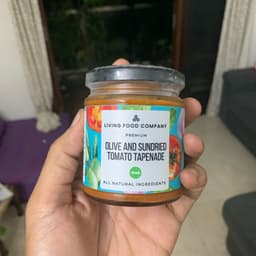 LIVING FOOD COMPANY
PREMIUM
OLIVE AND SUNDRIED
TOMATO TAPENADE
ALL NATURAL INGREDIENTS